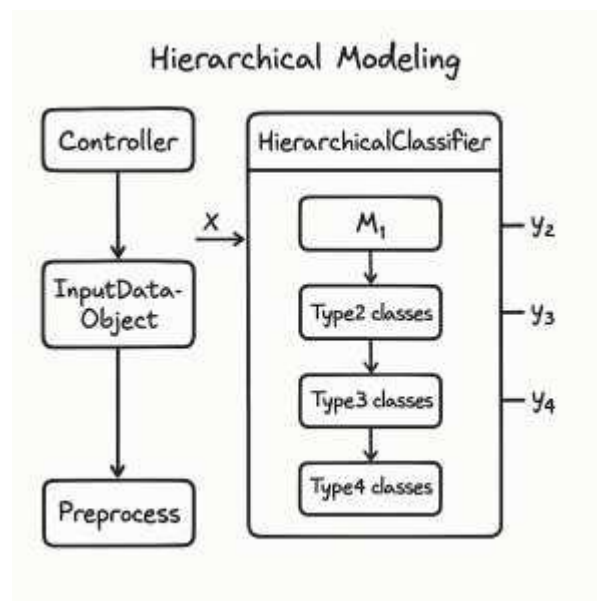 Hierarchical Modeling
Controller
InputData-
Object
Preprocess
X
HierarchicalClassifier
M₁
Type2 classes
Type3 classes
Type4 classes
y₂
y₃
y₄